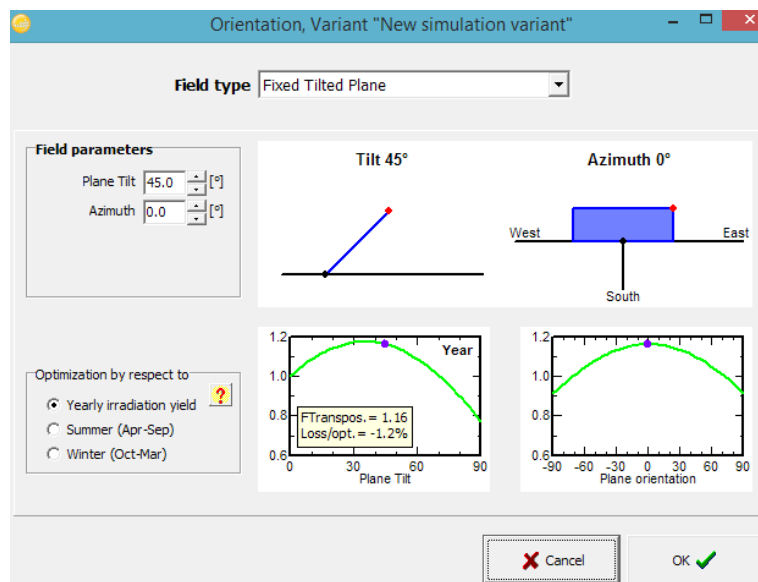 Orientation, Variant "New simulation variant"
Field type Fixed Tilted Plane
Field parameters
Plane Tilt 45.0 [°]
Azimuth 0.0 [°]
Tilt 45°
Azimuth 0°
West East
South
Optimization by respect to
Yearly irradiation yield ?
Summer (Apr-Sep)
Winter (Oct-Mar)
1.2
Year
1.0
0.8
FTranspos.= 1.16
Loss/opt.= -1.2%
0.6
0 30 60 90
Plane Tilt
1.2
1.0
0.8
0.6
-90 -60 -30 0 30 60 90
Plane orientation
Cancel
OK